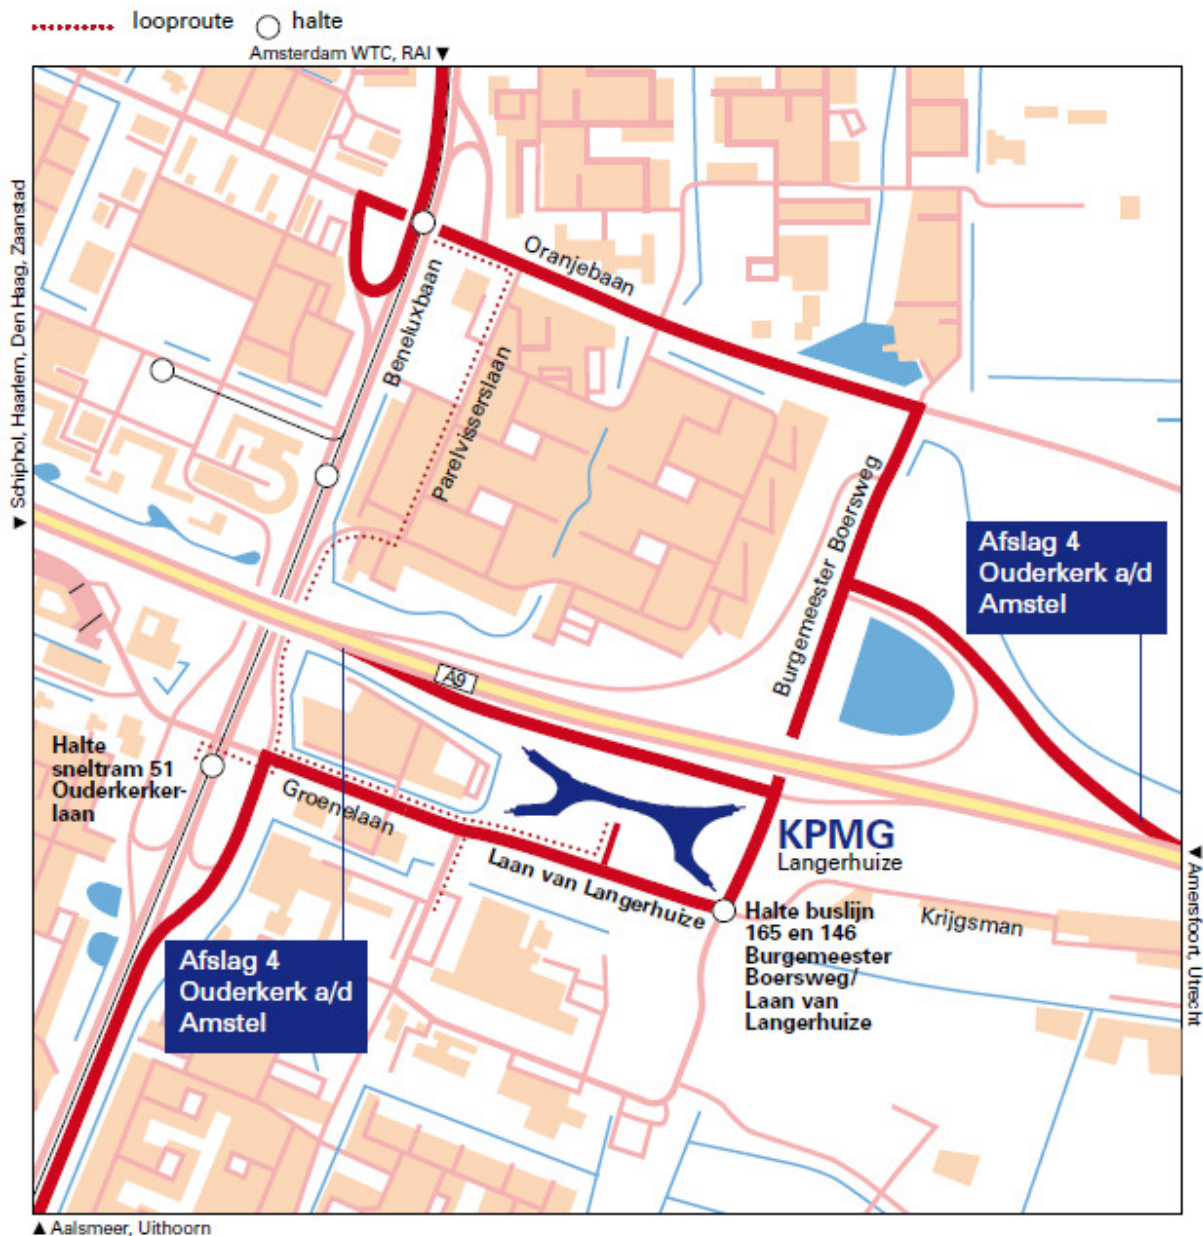 looproute
halte
Amsterdam WTC, RAI ▼
▼ Schiphol, Haarlem, Den Haag, Zaanstad
Oranjebaan
Beneluxbaan
Parelvisserslaan
Burgemeester Boersweg
Afslag 4
Ouderkerk a/d
Amstel
A9
Halte
sneltram 51
Ouderkerker-
laan
Groenelaan
KPMG
Langerhuize
Laan van Langerhuize
Krijgsman
Halte buslijn
165 en 146
Burgemeester
Boersweg/
Laan van
Langerhuize
Afslag 4
Ouderkerk a/d
Amstel
▼ Amersfoort, Utrecht
▲ Aalsmeer, Uithoorn